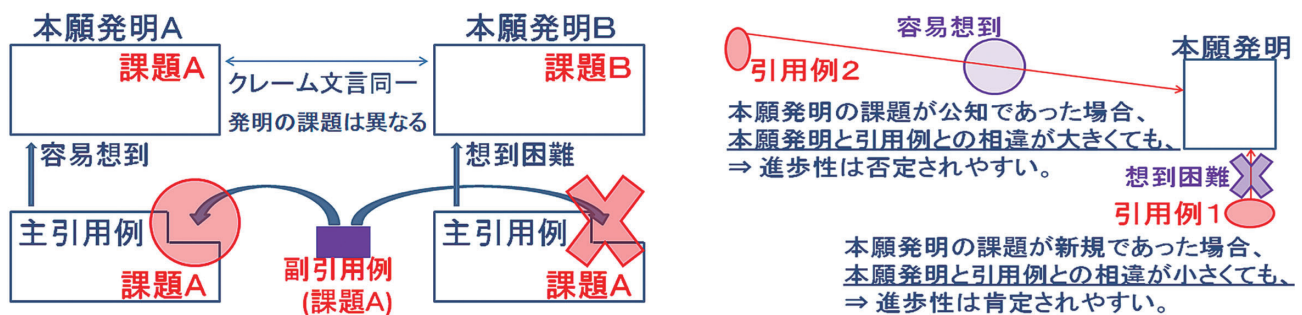 本願発明A
課題A
クレーム文言同一
発明の課題は異なる
本願発明B
課題B
容易想到
想到困難
主引用例
課題A
副引用例
(課題A)
主引用例
課題A
容易想到
引用例2
本願発明
本願発明の課題が公知であった場合、
本願発明と引用例との相違が大きくても、
⇒ 進歩性は否定されやすい。
想到困難
引用例1
本願発明の課題が新規であった場合、
本願発明と引用例との相違が小さくても、
⇒ 進歩性は肯定されやすい。